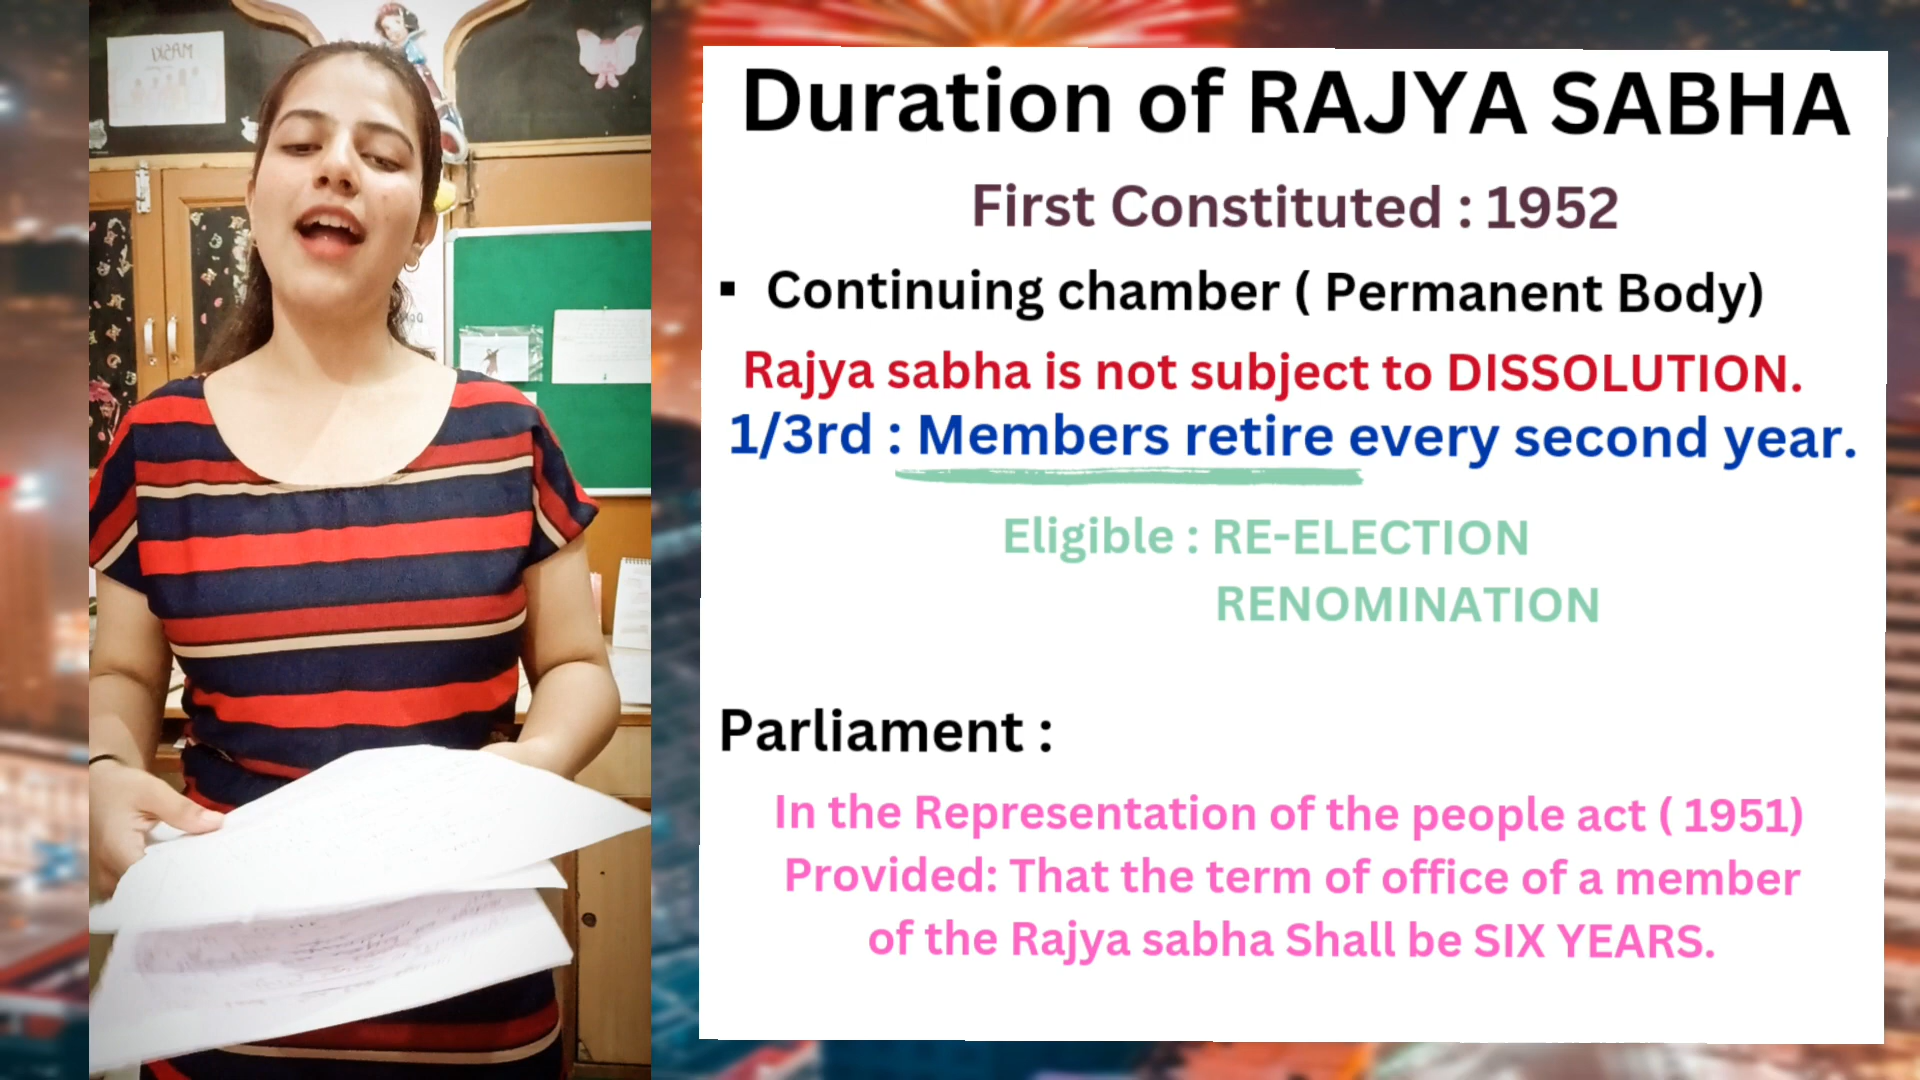 Duration of RAJYA SABHA
First Constituted : 1952
▪ Continuing chamber ( Permanent Body)
Rajya sabha is not subject to DISSOLUTION.
1/3rd : Members retire every second year.
Eligible : RE-ELECTION
RENOMINATION
Parliament :
In the Representation of the people act ( 1951)
Provided: That the term of office of a member
of the Rajya sabha Shall be SIX YEARS.